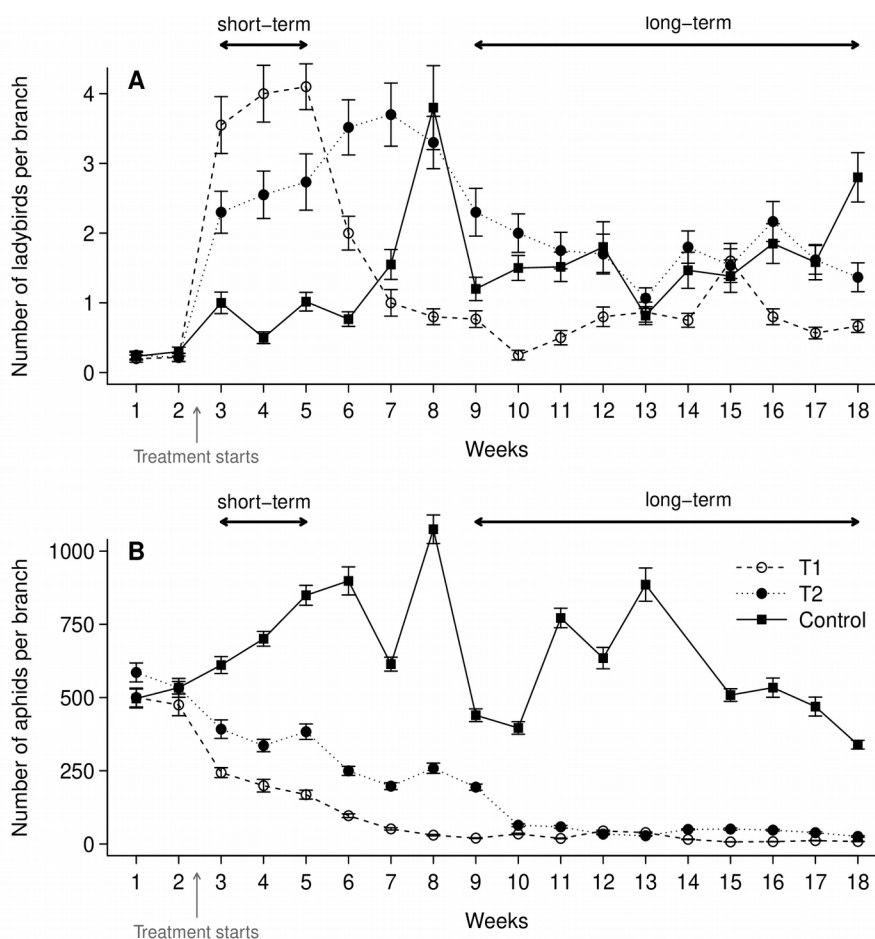 short−term
long−term
A
Number of ladybirds per branch
4
3
2
1
0
1 2 3 4 5 6 7 8 9 10 11 12 13 14 15 16 17 18
Treatment starts
Weeks
short−term
long−term
B
Number of aphids per branch
1000
750
500
250
0
T1
T2
Control
1 2 3 4 5 6 7 8 9 10 11 12 13 14 15 16 17 18
Treatment starts
Weeks